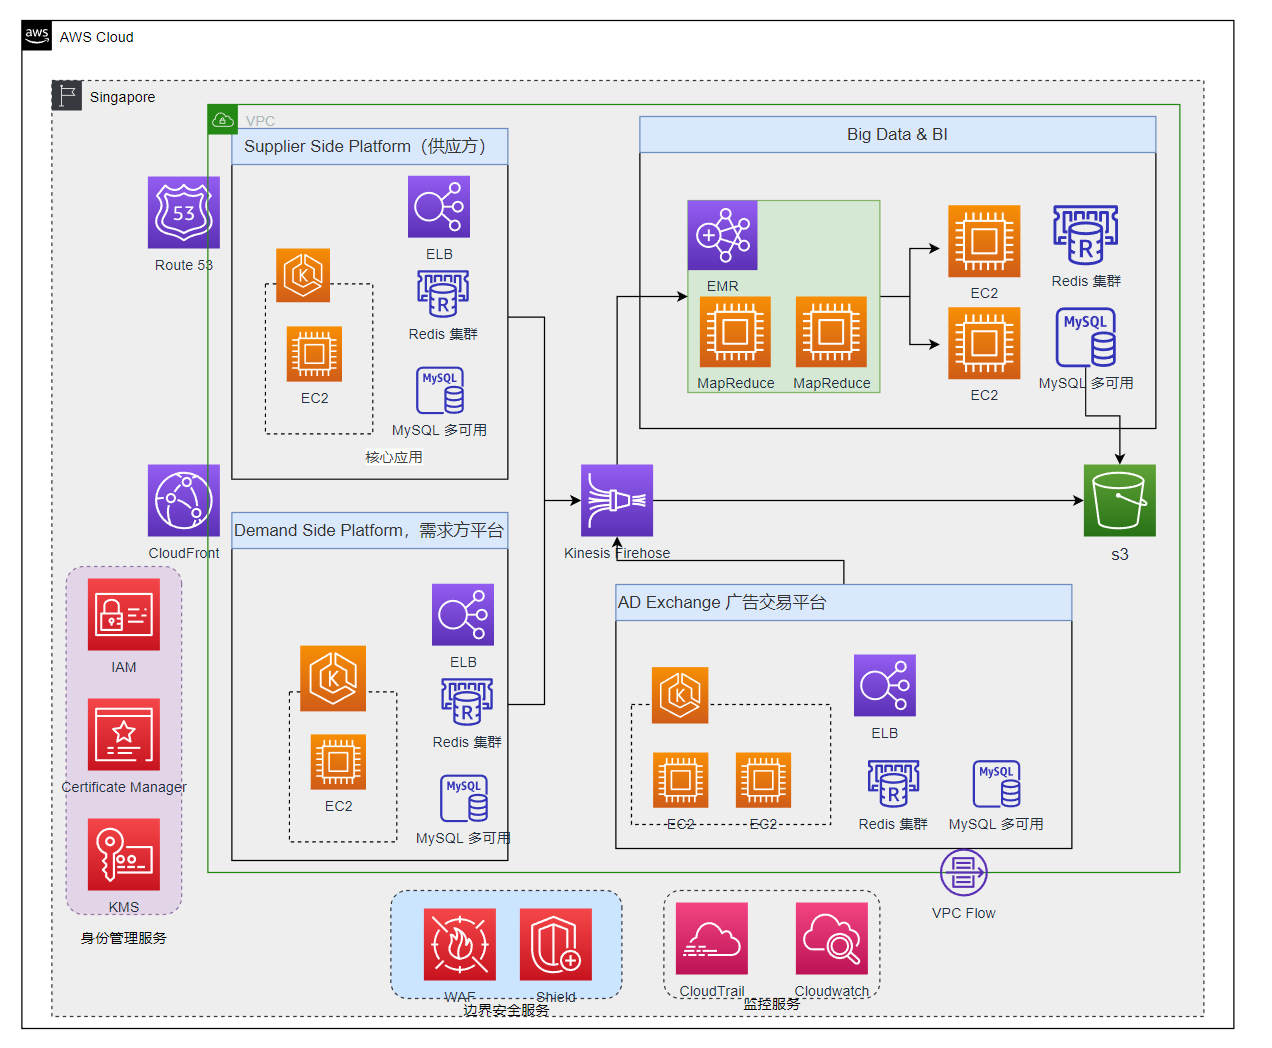 aws
AWS Cloud
Singapore
VPC
Supplier Side Platform（供应方）
Big Data & BI
53
Route 53
ELB
K
R
Redis 集群
EC2
MySQL
MySQL 多可用
核心应用
EMR
MapReduce
MapReduce
EC2
EC2
R
Redis 集群
MySQL
MySQL 多可用
CloudFront
Kinesis Firehose
s3
Demand Side Platform，需求方平台
ELB
K
R
Redis 集群
EC2
MySQL
MySQL 多可用
AD Exchange 广告交易平台
K
ELB
EC2
EC2
R
Redis 集群
MySQL
MySQL 多可用
IAM
Certificate Manager
KMS
身份管理服务
VPC Flow
WAF
Shield
边界安全服务
CloudTrail
Cloudwatch
监控服务